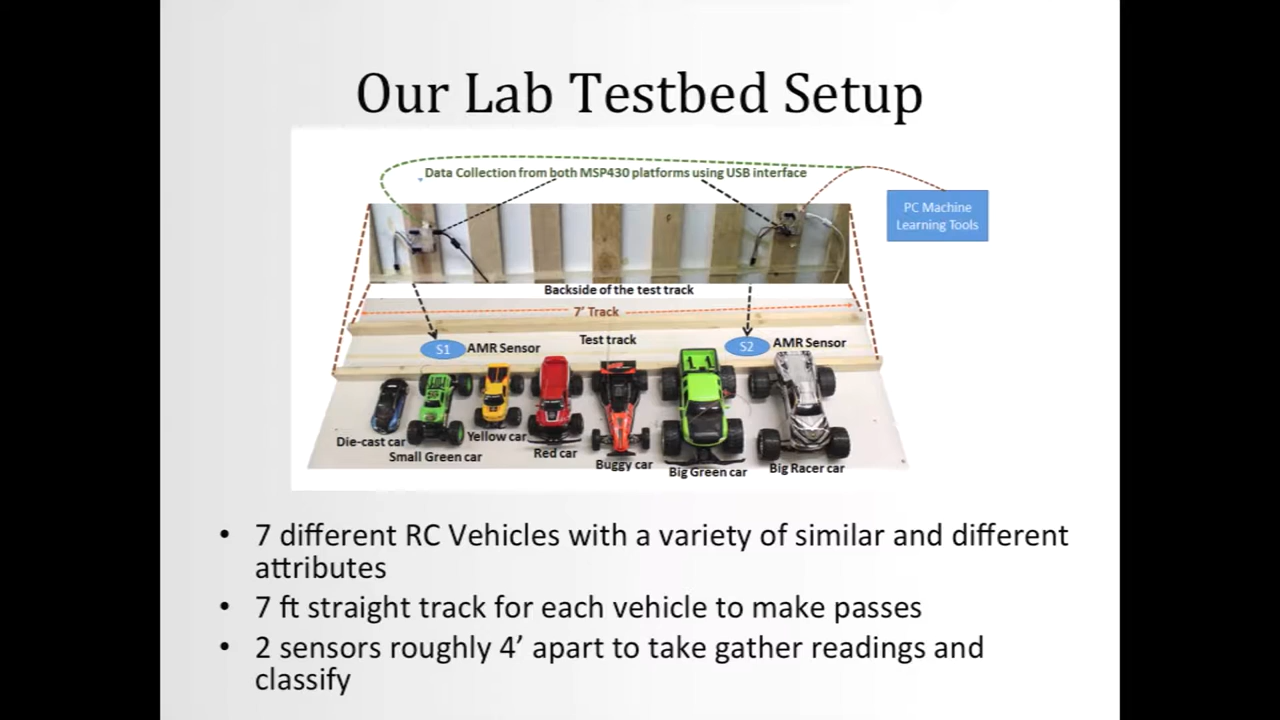 Our Lab Testbed Setup
Data Collection from both MSP430 platforms using USB interface
PC Machine
Learning Tools
Backside of the test track
7' Track
Test track
S1
AMR Sensor
S2
AMR Sensor
Die-cast car
Small Green car
Yellow car
Red car
Buggy car
Big Green car
Big Racer car
• 7 different RC Vehicles with a variety of similar and different
attributes
• 7 ft straight track for each vehicle to make passes
• 2 sensors roughly 4’ apart to take gather readings and
classify